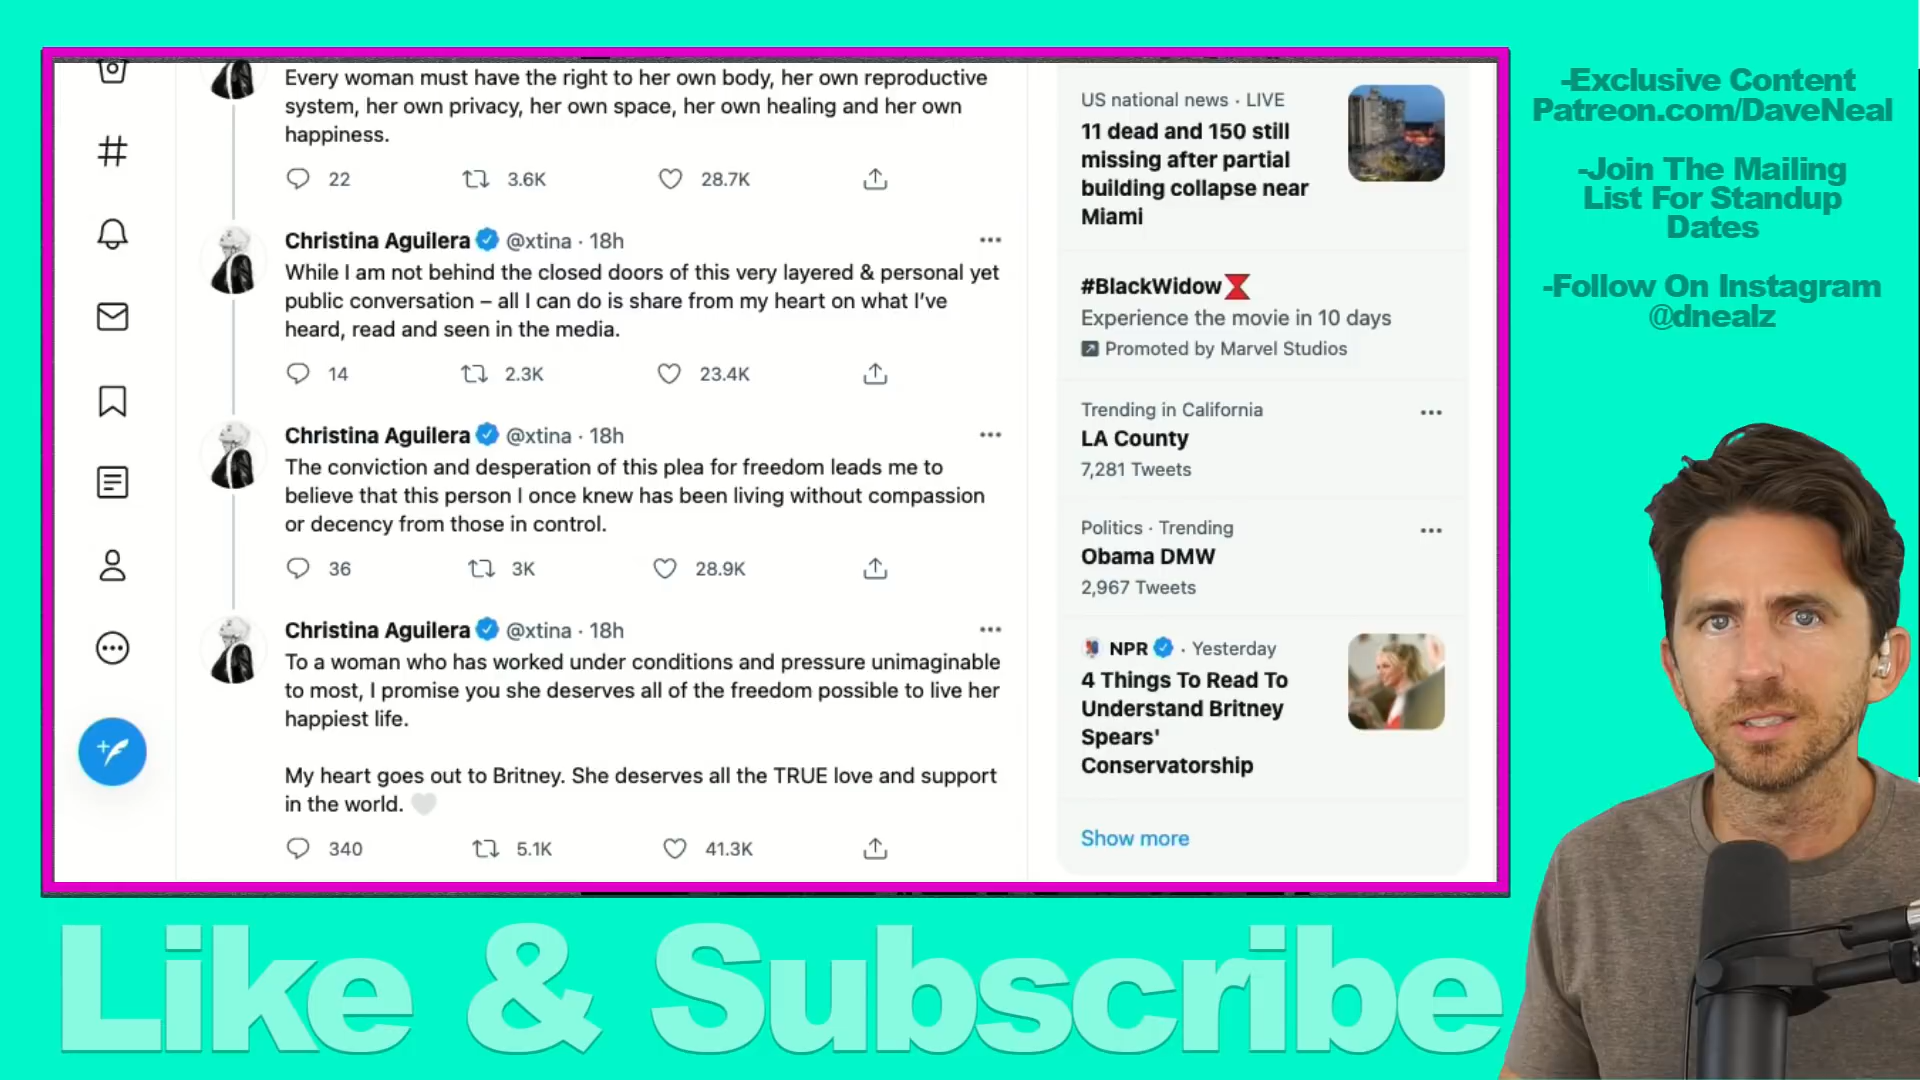 Every woman must have the right to her own body, her own reproductive
system, her own privacy, her own space, her own healing and her own
happiness.
22 3.6K 28.7K
Christina Aguilera @xtina · 18h
While I am not behind the closed doors of this very layered & personal yet
public conversation – all I can do is share from my heart on what I've
heard, read and seen in the media.
14 2.3K 23.4K
Christina Aguilera @xtina · 18h
The conviction and desperation of this plea for freedom leads me to
believe that this person I once knew has been living without compassion
or decency from those in control.
36 3K 28.9K
Christina Aguilera @xtina · 18h
To a woman who has worked under conditions and pressure unimaginable
to most, I promise you she deserves all of the freedom possible to live her
happiest life.
My heart goes out to Britney. She deserves all the TRUE love and support
in the world. 🤍
340 5.1K 41.3K
US national news · LIVE
11 dead and 150 still
missing after partial
building collapse near
Miami
#BlackWidow
Experience the movie in 10 days
Promoted by Marvel Studios
Trending in California
LA County
7,281 Tweets
Politics · Trending
Obama DMW
2,967 Tweets
NPR · Yesterday
4 Things To Read To
Understand Britney
Spears'
Conservatorship
Show more
-Exclusive Content
Patreon.com/DaveNeal
-Join The Mailing
List For Standup
Dates
-Follow On Instagram
@dnealz
Like & Subscribe